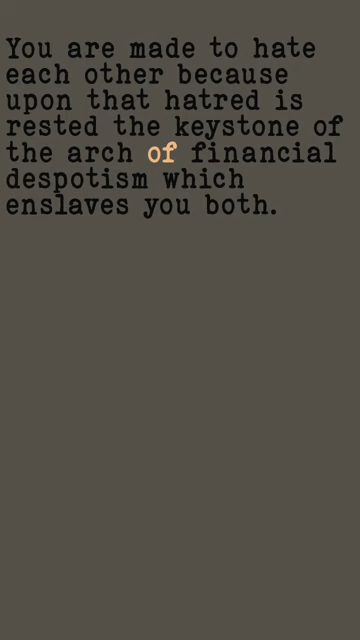 You are made to hate
each other because
upon that hatred is
rested the keystone of
the arch of financial
despotism which
enslaves you both.